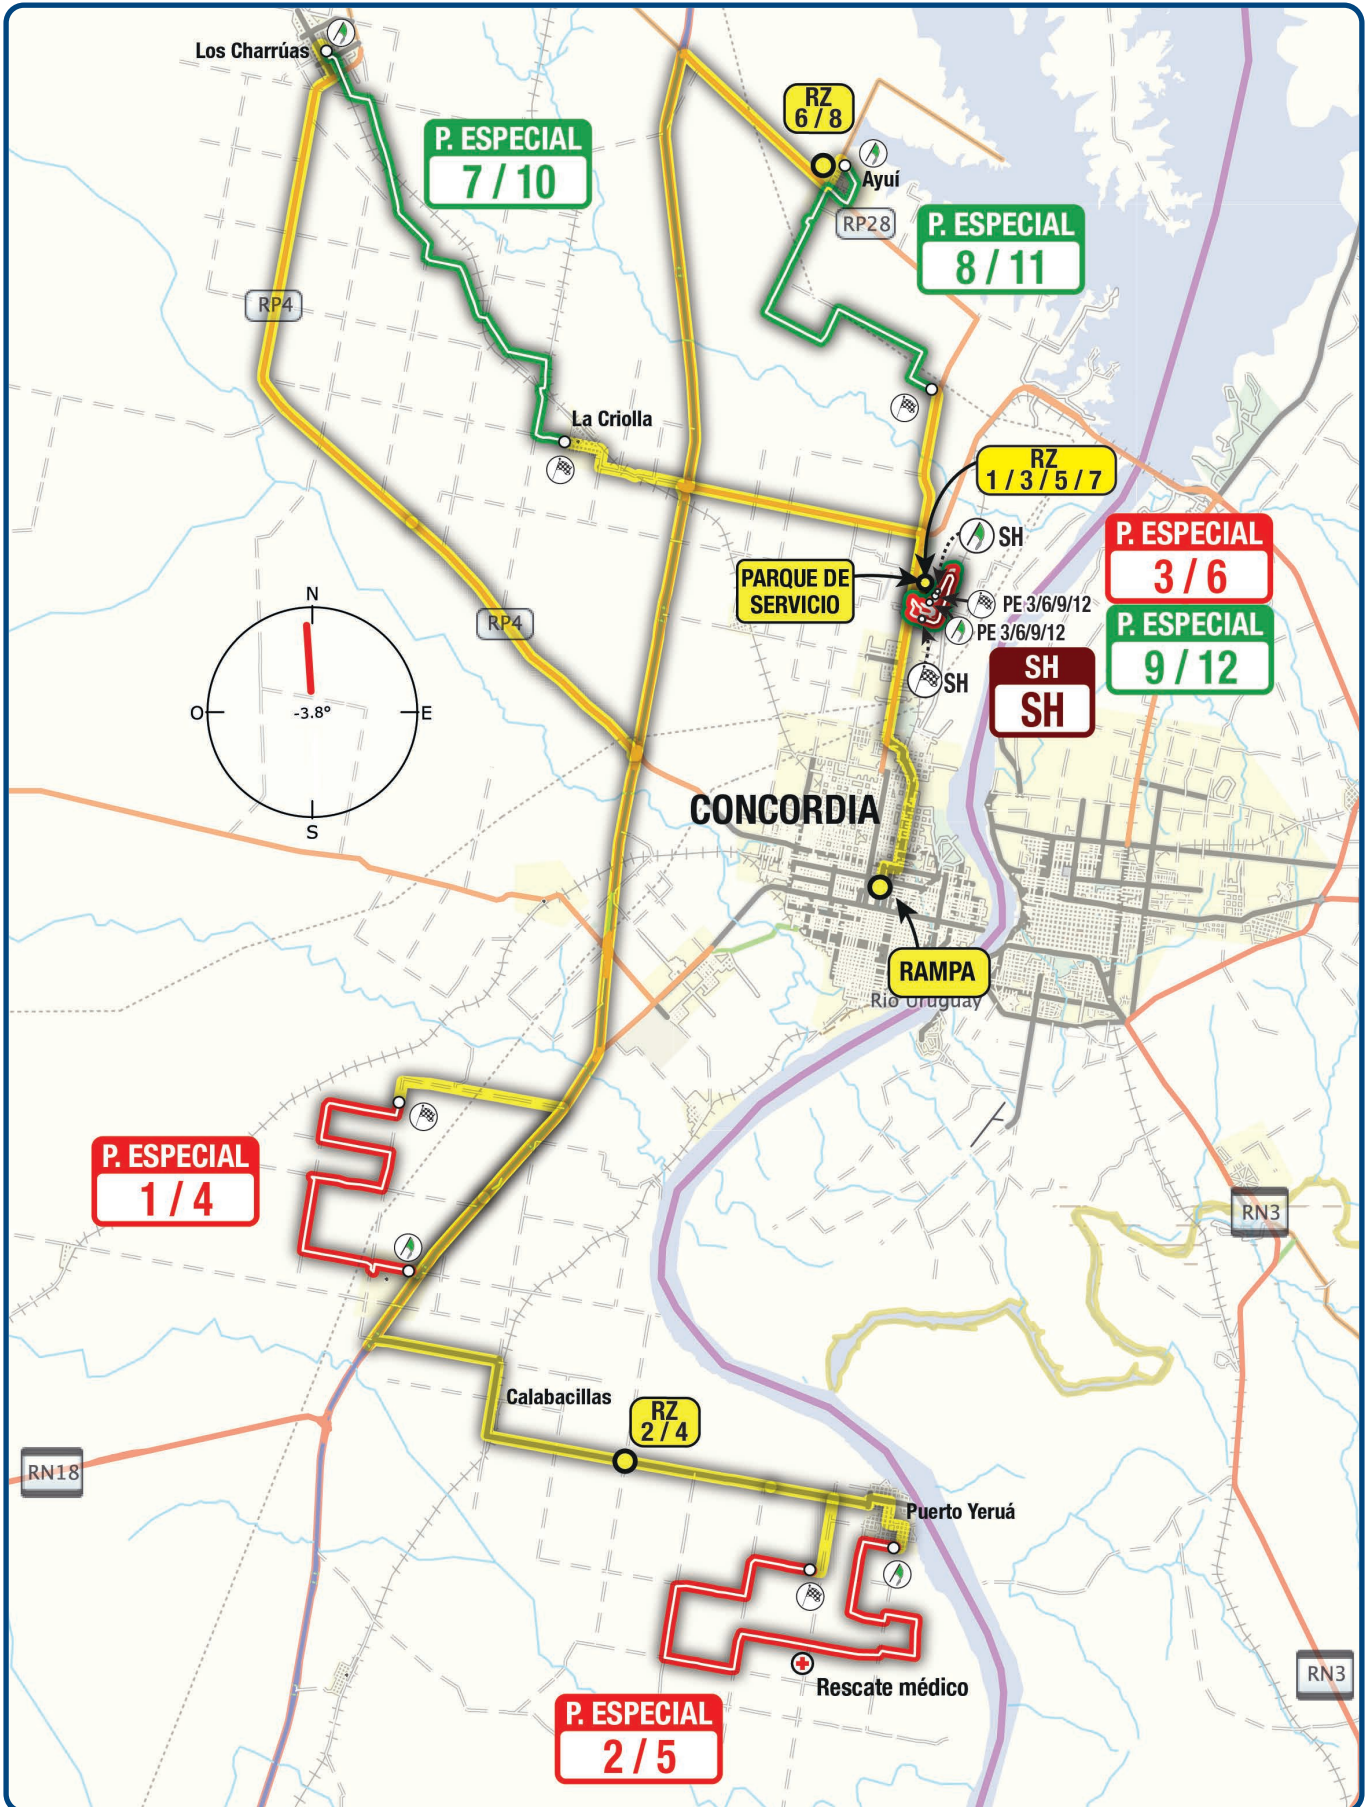 Los Charrúas
P. ESPECIAL
7 / 10
RZ
6 / 8
Ayuí
RP28
P. ESPECIAL
8 / 11
RP4
La Criolla
RZ
1 / 3 / 5 / 7
SH
PARQUE DE
SERVICIO
PE 3/6/9/12
PE 3/6/9/12
SH
P. ESPECIAL
3 / 6
P. ESPECIAL
9 / 12
SH
SH
RP4
N
O
E
S
-3.8°
CONCORDIA
RAMPA
Río Uruguay
P. ESPECIAL
1 / 4
RN3
Calabacillas
RZ
2 / 4
RN18
Puerto Yeruá
Rescate médico
RN3
P. ESPECIAL
2 / 5